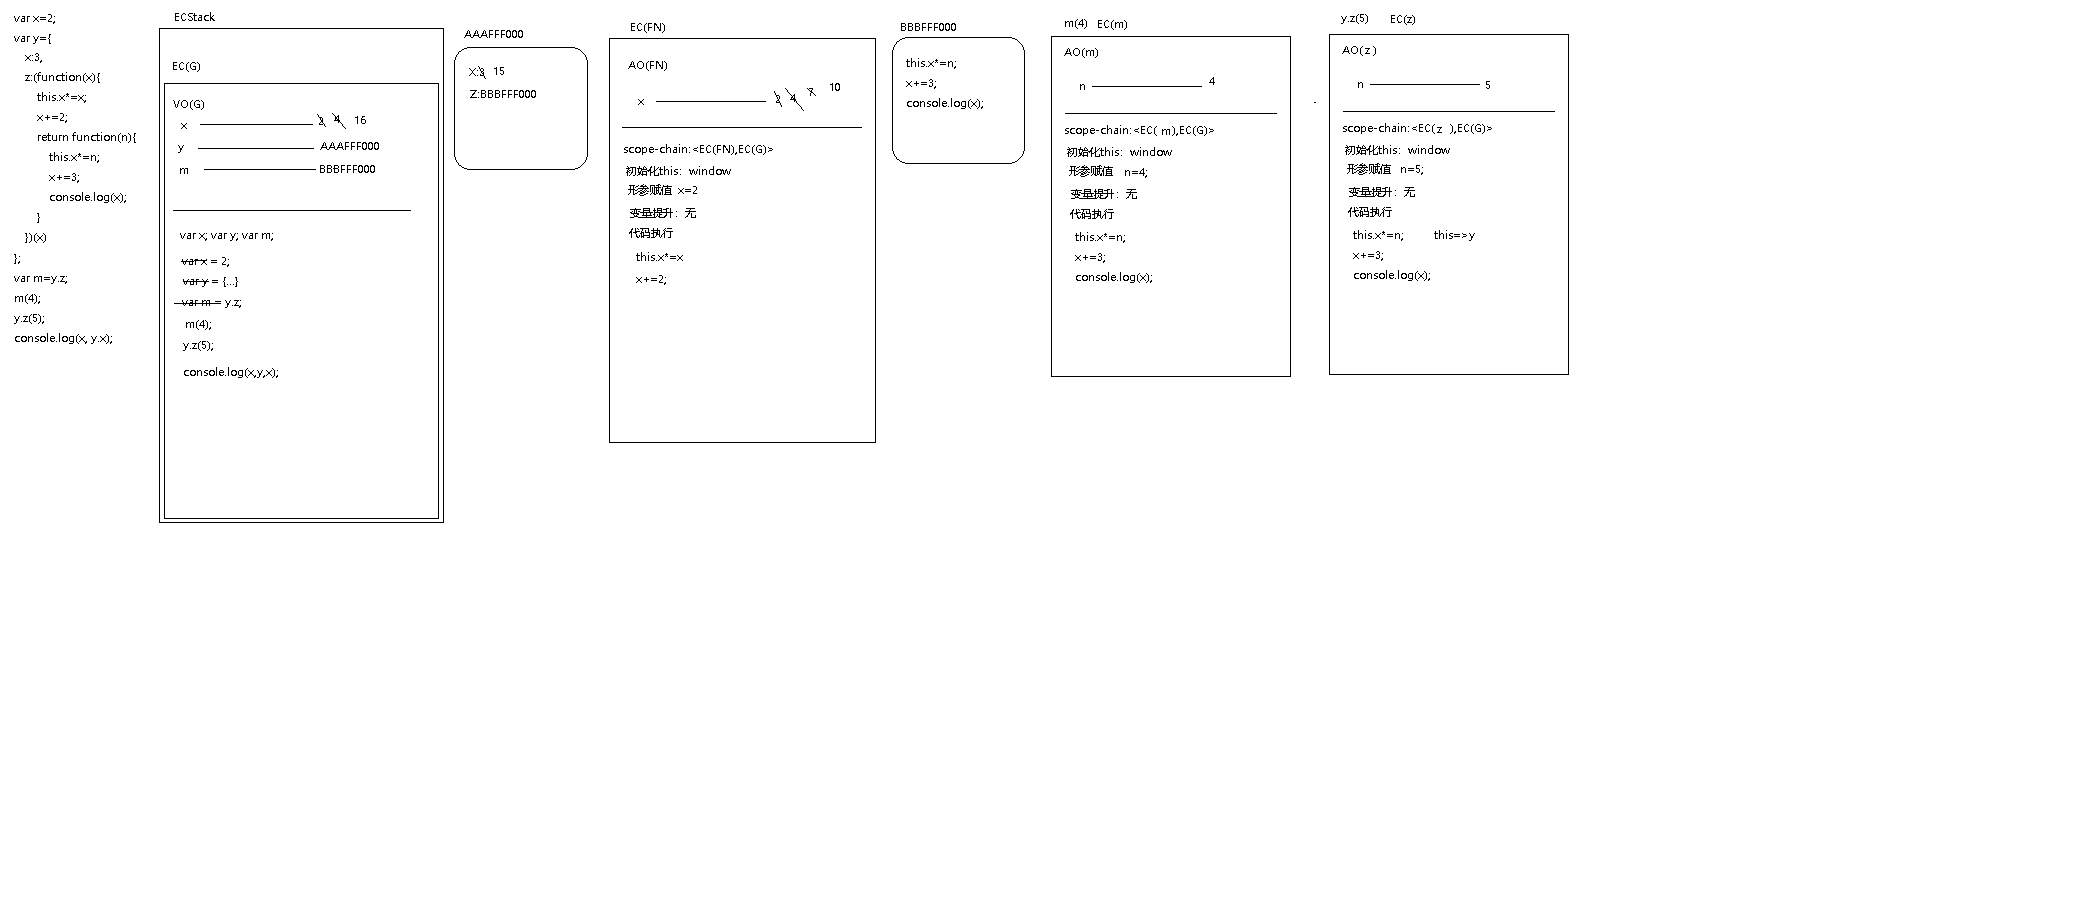 var x=2;
var y={
x:3,
z:(function(x){
this.x*=x;
x+=2;
return function(n){
this.x*=n;
x+=3;
console.log(x);
}
})(x)
};
var m=y.z;
m(4);
y.z(5);
console.log(x, y.x);
ECStack
EC(G)
VO(G)
x 2 4 16
y AAAFFF000
m BBBFFF000
var x; var y; var m;
var x = 2;
var y = {...}
var m = y.z;
m(4);
y.z(5);
console.log(x,y,x);
AAAFFF000
X:3 15
Z:BBBFFF000
EC(FN)
AO(FN)
x 2 4 7 10
scope-chain:<EC(FN),EC(G)>
初始化this: window
形参赋值 x=2
变量提升：无
代码执行
this.x*=x
x+=2;
BBBFFF000
this.x*=n;
x+=3;
console.log(x);
m(4) EC(m)
AO(m)
n 4
scope-chain:<EC( m),EC(G)>
初始化this: window
形参赋值 n=4;
变量提升：无
代码执行
this.x*=n;
x+=3;
console.log(x);
y.z(5) EC(z)
AO(z )
n 5
scope-chain:<EC(z ),EC(G)>
初始化this: window
形参赋值 n=5;
变量提升：无
代码执行
this.x*=n; this=>y
x+=3;
console.log(x);